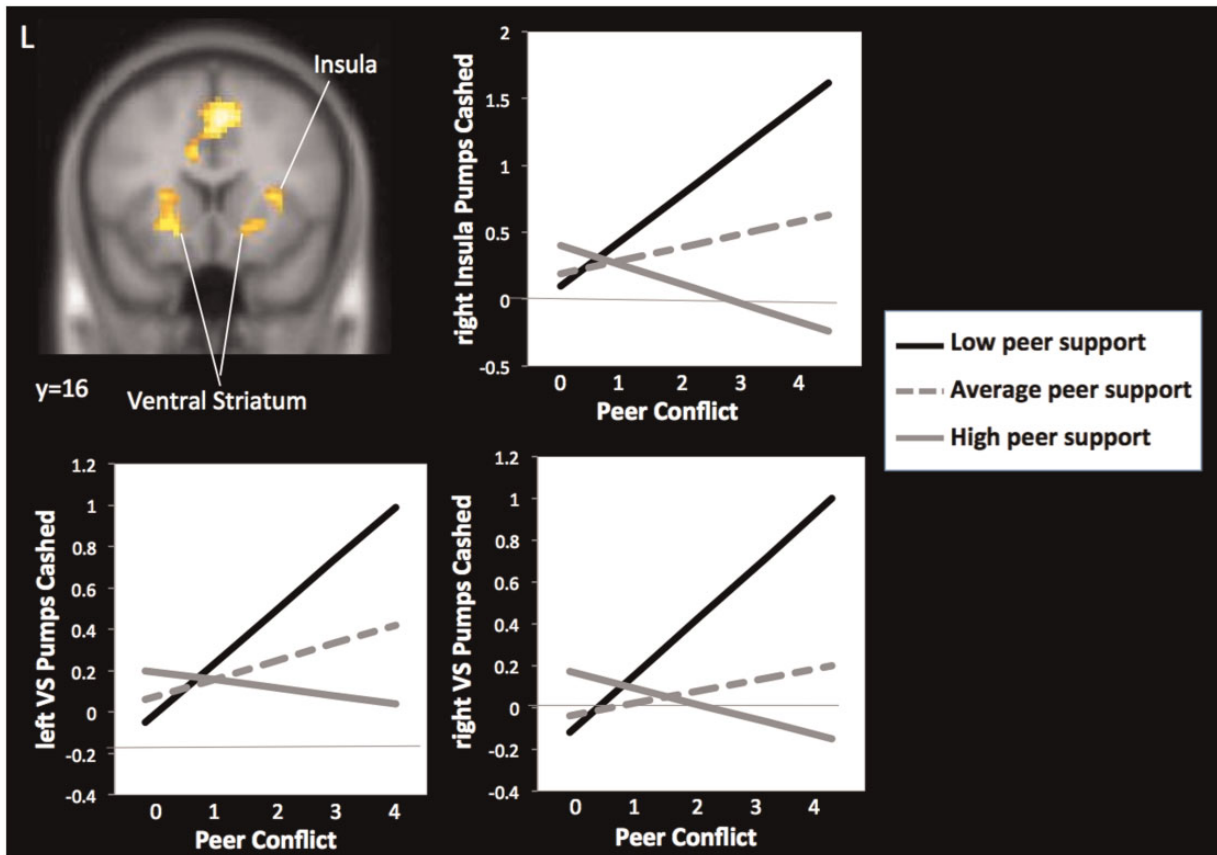 L
Insula
y=16
Ventral Striatum
right Insula Pumps Cashed
2
1.5
1
0.5
0
-0.5
0 1 2 3 4
Peer Conflict
Low peer support
Average peer support
High peer support
left VS Pumps Cashed
1.2
1
0.8
0.6
0.4
0.2
0
-0.2
-0.4
0 1 2 3 4
Peer Conflict
right VS Pumps Cashed
1.2
1
0.8
0.6
0.4
0.2
0
-0.2
-0.4
0 1 2 3 4
Peer Conflict